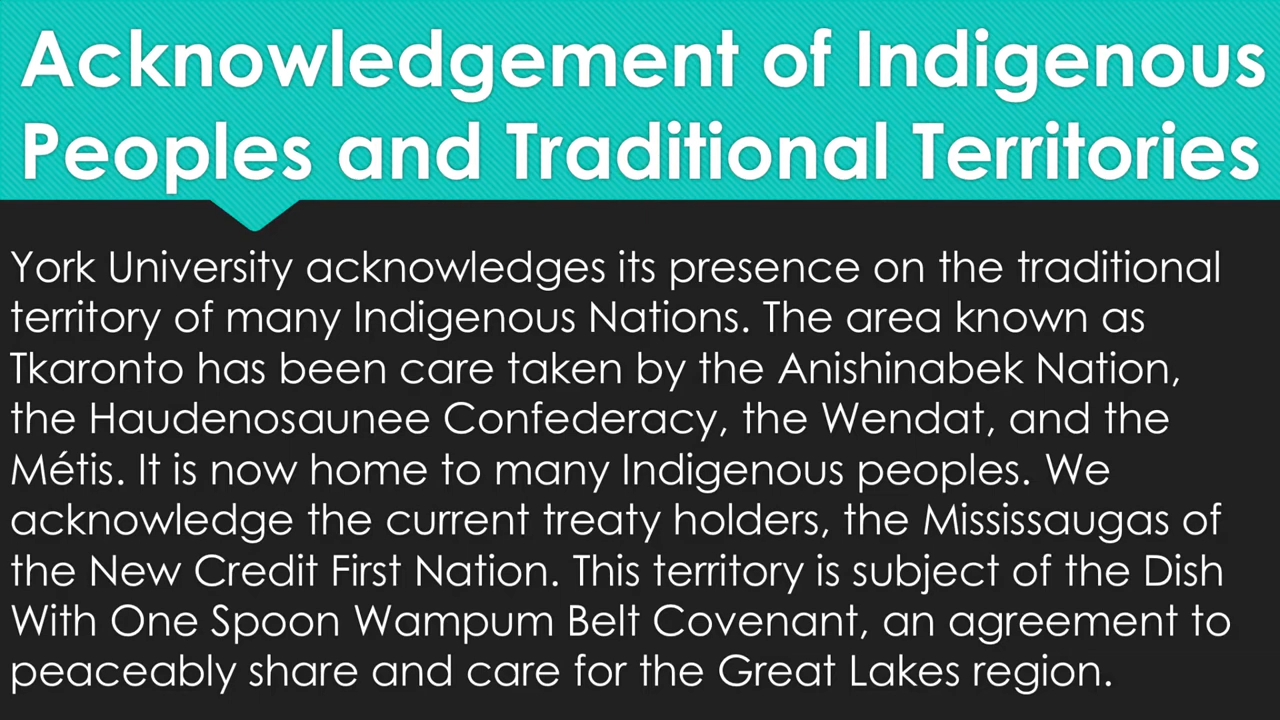 Acknowledgement of Indigenous
Peoples and Traditional Territories
York University acknowledges its presence on the traditional
territory of many Indigenous Nations. The area known as
Tkaronto has been care taken by the Anishinabek Nation,
the Haudenosaunee Confederacy, the Wendat, and the
Métis. It is now home to many Indigenous peoples. We
acknowledge the current treaty holders, the Mississaugas of
the New Credit First Nation. This territory is subject of the Dish
With One Spoon Wampum Belt Covenant, an agreement to
peaceably share and care for the Great Lakes region.